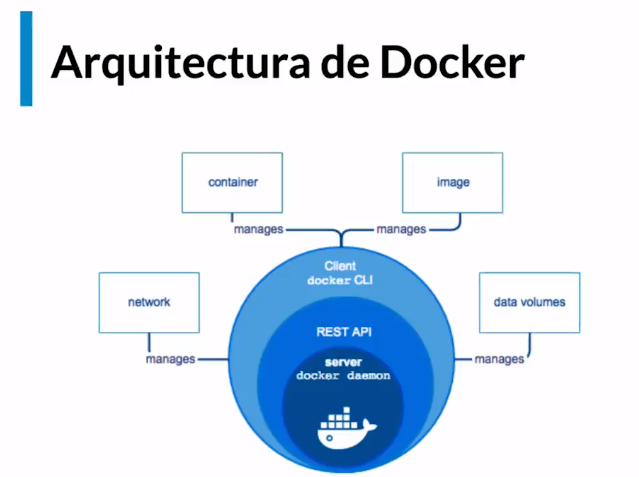 Arquitectura de Docker
container
image
manages
manages
Client
docker CLI
network
data volumes
REST API
manages
server
manages
docker daemon